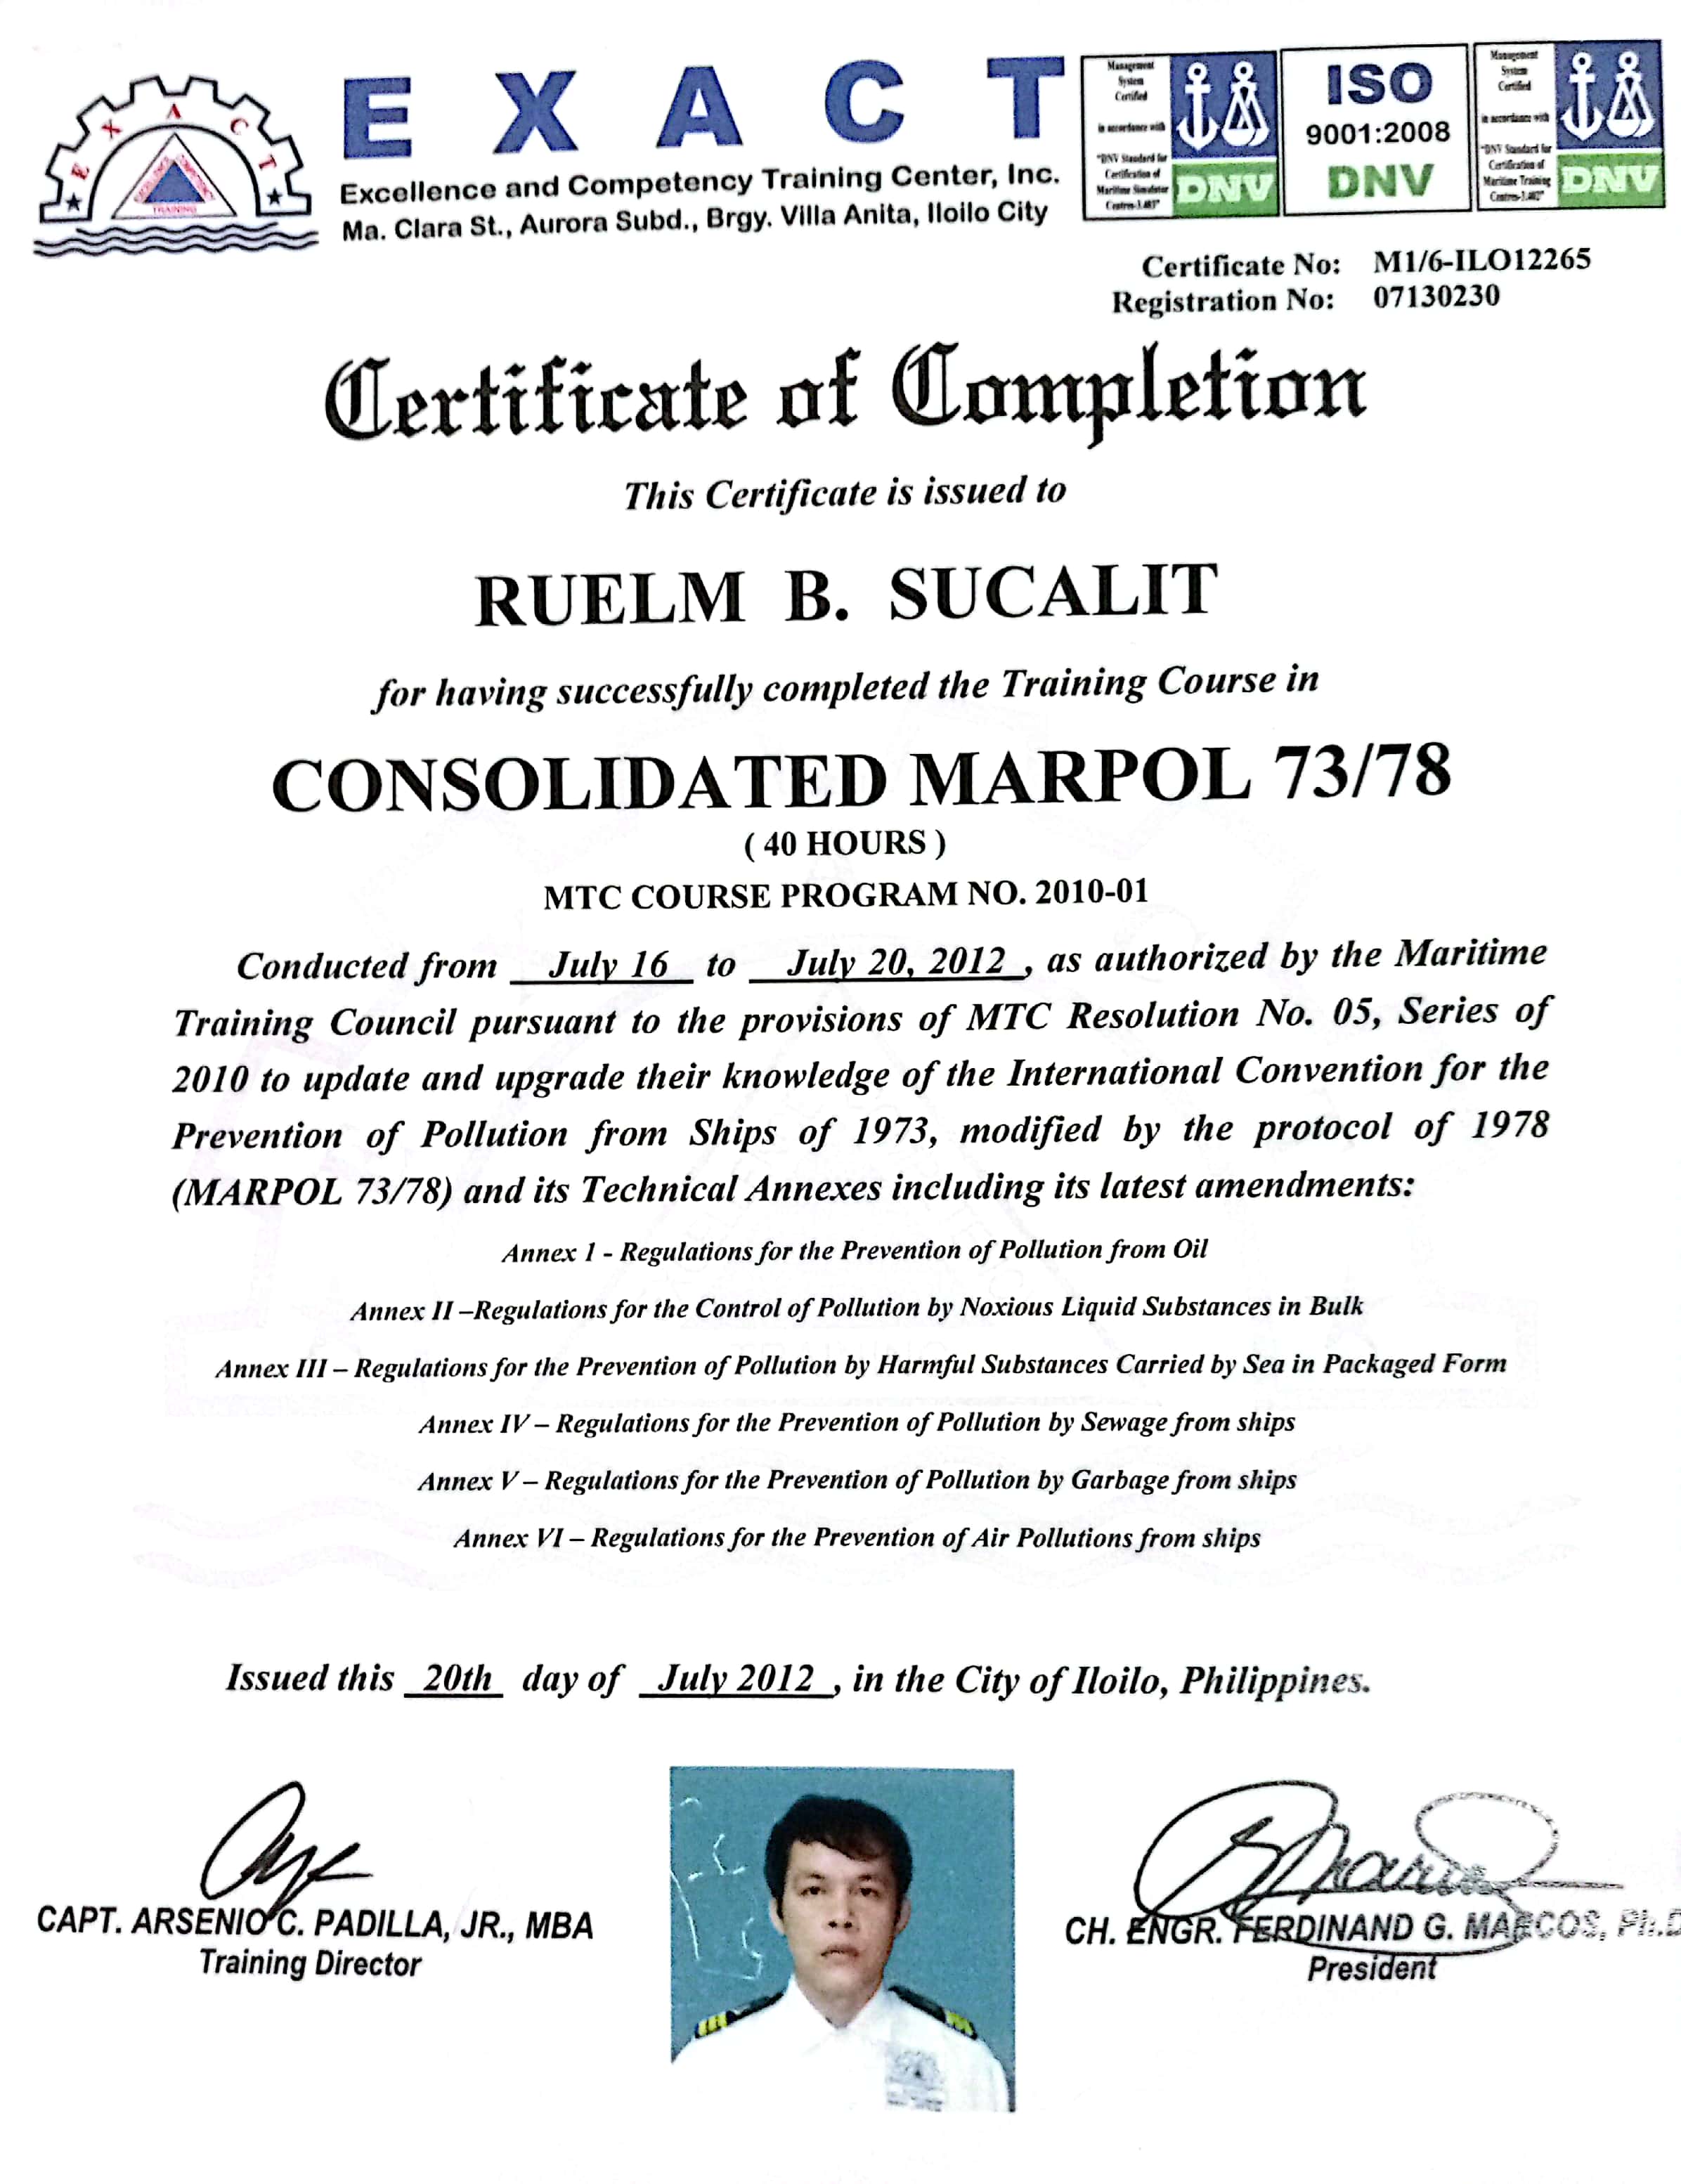 E X A C T
EXCELLENCE COMPETENCY
TRAINING
E X A C T
Excellence and Competency Training Center, Inc.
Ma. Clara St., Aurora Subd., Brgy. Villa Anita, Iloilo City
Management
System
Certified
in accordance with
"DNV Standard for
Certification of
Maritime Simulator
Centres-3.403"
DNV
ISO
9001:2008
DNV
Management
System
Certified
in accordance with
"DNV Standard for
Certification of
Maritime Training
Centres-3.402"
DNV
Certificate No: M1/6-ILO12265
Registration No: 07130230
Certificate of Completion
This Certificate is issued to
RUELM B. SUCALIT
for having successfully completed the Training Course in
CONSOLIDATED MARPOL 73/78
( 40 HOURS )
MTC COURSE PROGRAM NO. 2010-01
Conducted from July 16 to July 20, 2012 , as authorized by the Maritime
Training Council pursuant to the provisions of MTC Resolution No. 05, Series of
2010 to update and upgrade their knowledge of the International Convention for the
Prevention of Pollution from Ships of 1973, modified by the protocol of 1978
(MARPOL 73/78) and its Technical Annexes including its latest amendments:
Annex 1 - Regulations for the Prevention of Pollution from Oil
Annex II –Regulations for the Control of Pollution by Noxious Liquid Substances in Bulk
Annex III – Regulations for the Prevention of Pollution by Harmful Substances Carried by Sea in Packaged Form
Annex IV – Regulations for the Prevention of Pollution by Sewage from ships
Annex V – Regulations for the Prevention of Pollution by Garbage from ships
Annex VI – Regulations for the Prevention of Air Pollutions from ships
Issued this 20th day of July 2012 , in the City of Iloilo, Philippines.
CAPT. ARSENIO C. PADILLA, JR., MBA
Training Director
CH. ENGR. FERDINAND G. MARCOS, Ph.D
President